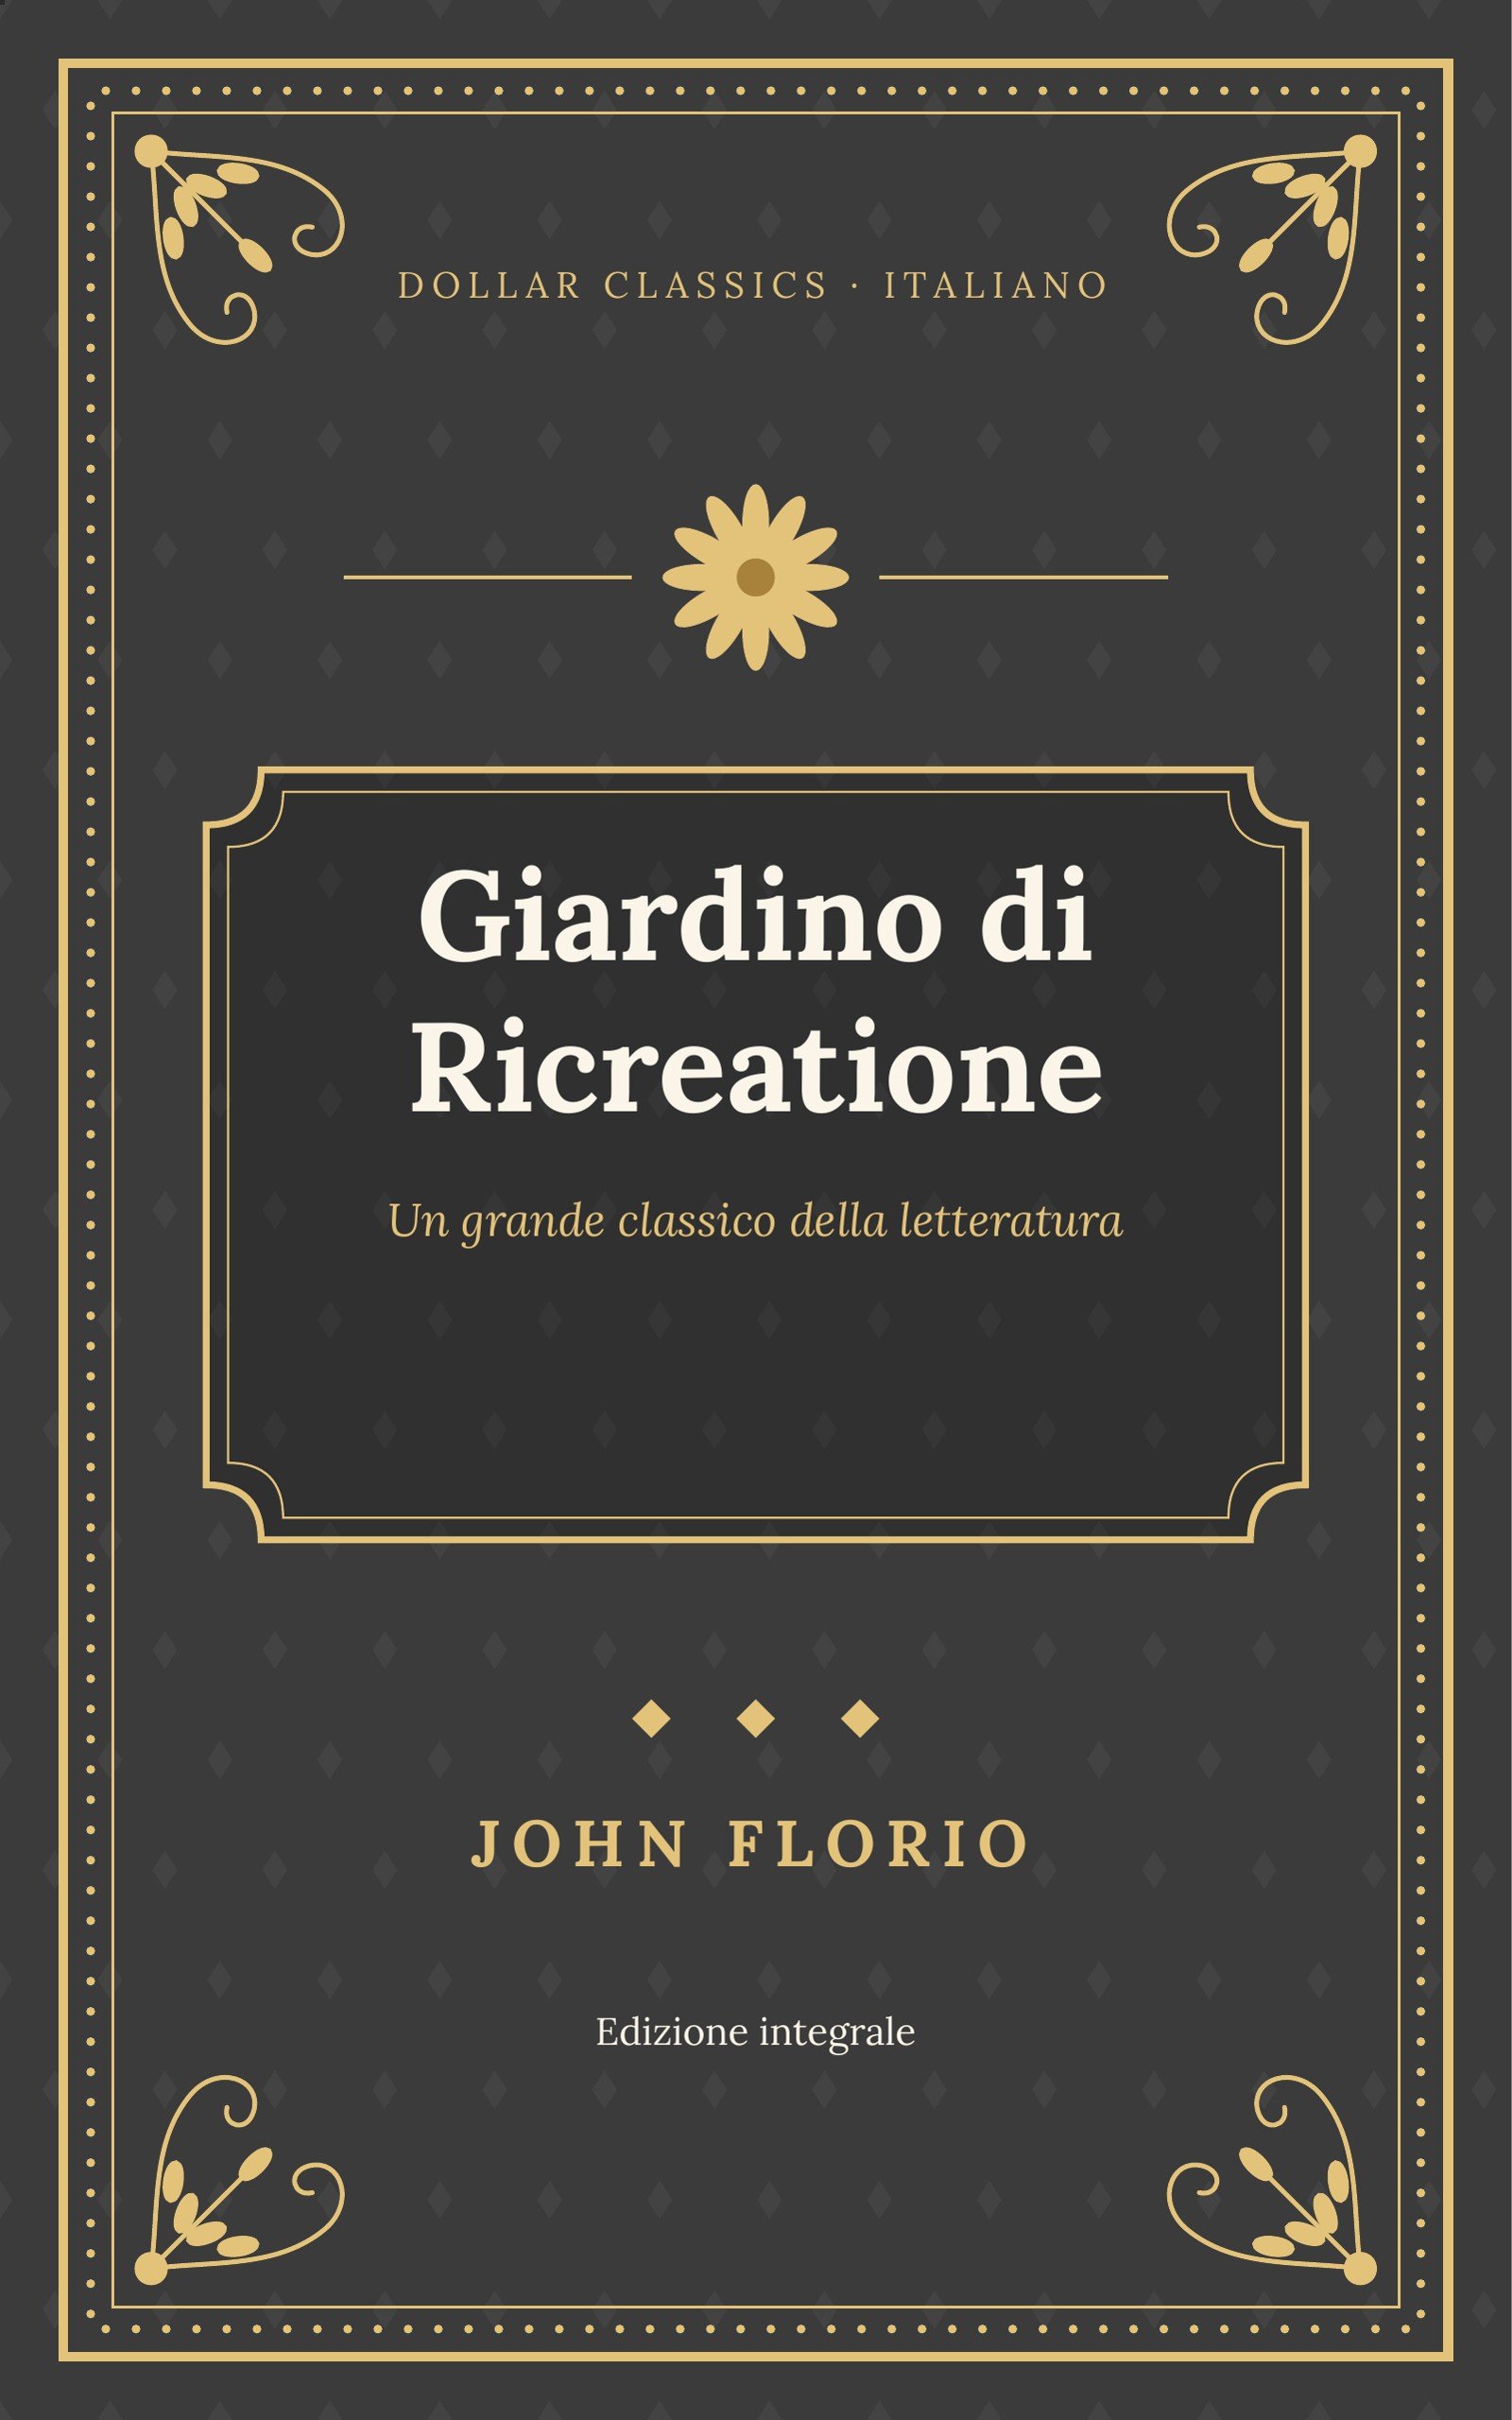 DOLLAR CLASSICS · ITALIANO
Giardino di
Ricreatione
Un grande classico della letteratura
JOHN FLORIO
Edizione integrale